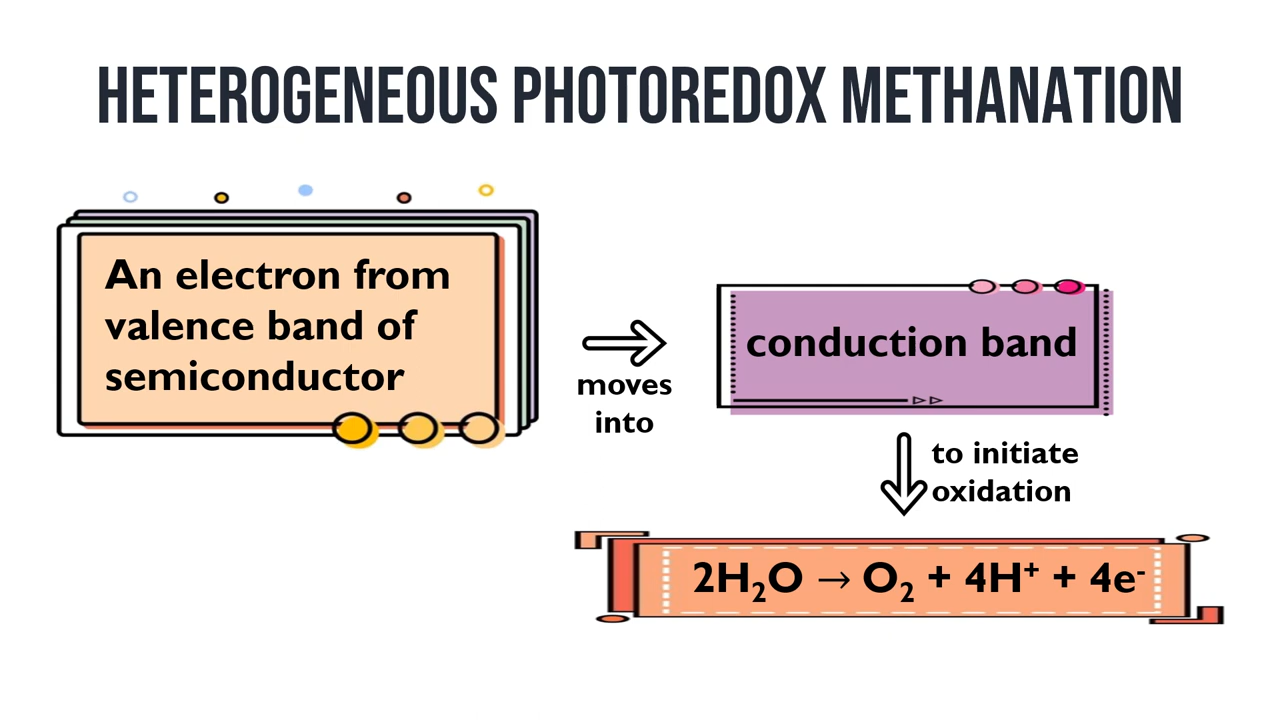 HETEROGENEOUS PHOTOREDOX METHANATION
An electron from
valence band of
semiconductor
moves
into
conduction band
to initiate
oxidation
2H₂O → O₂ + 4H⁺ + 4e⁻